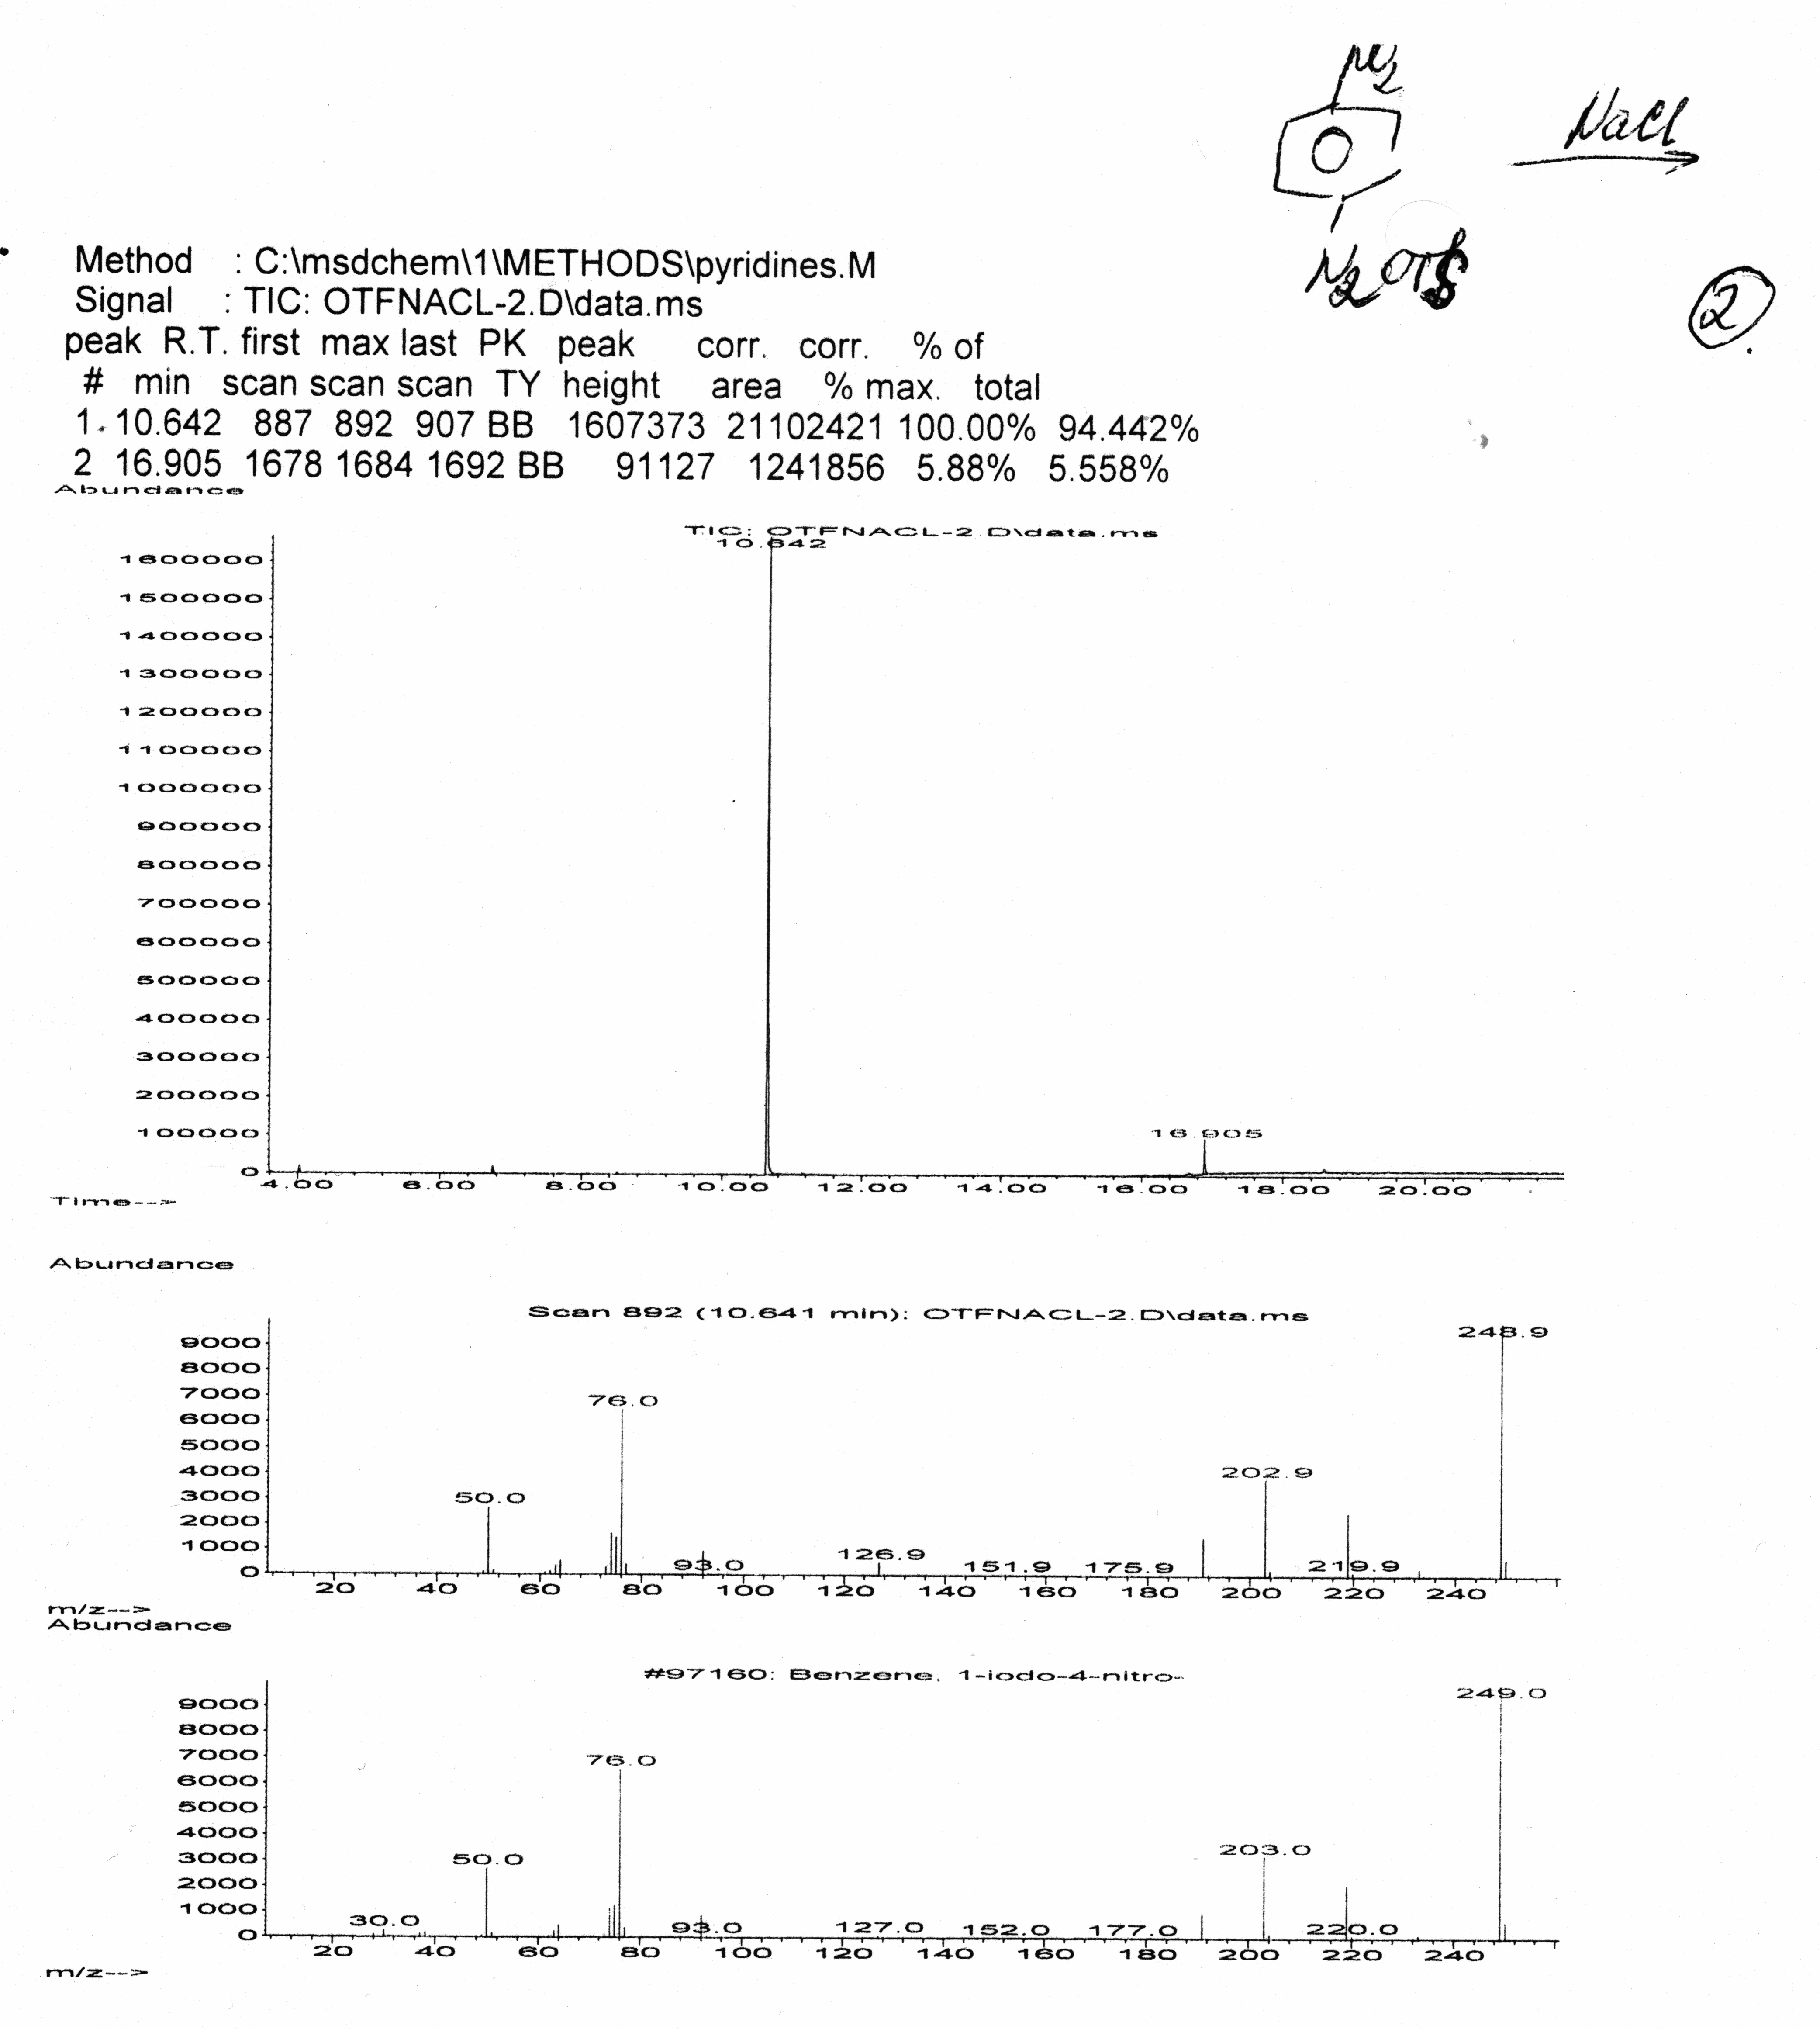 NO2
NaCl
N2OTS
2
Method : C:\msdchem\1\METHODS\pyridines.M
Signal : TIC: OTFNACL-2.D\data.ms
peak R.T. first max last PK peak corr. corr. % of
# min scan scan scan TY height area % max. total
1 10.642 887 892 907 BB 1607373 21102421 100.00% 94.442%
2 16.905 1678 1684 1692 BB 91127 1241856 5.88% 5.558%
Abundance
TIC: OTFNACL-2.D\data.ms
10.642
1600000
1500000
1400000
1300000
1200000
1100000
1000000
900000
800000
700000
600000
500000
400000
300000
200000
100000
16.905
0
4.00 6.00 8.00 10.00 12.00 14.00 16.00 18.00 20.00
Time-->
Abundance
Scan 892 (10.641 min): OTFNACL-2.D\data.ms
248.9
9000
8000
7000
76.0
6000
5000
4000
202.9
3000
50.0
2000
1000
93.0 126.9 151.9 175.9 219.9
0
20 40 60 80 100 120 140 160 180 200 220 240
m/z-->
Abundance
#97160: Benzene, 1-iodo-4-nitro-
249.0
9000
8000
7000
76.0
6000
5000
4000
203.0
3000
50.0
2000
1000
30.0 93.0 127.0 152.0 177.0 220.0
0
20 40 60 80 100 120 140 160 180 200 220 240
m/z-->